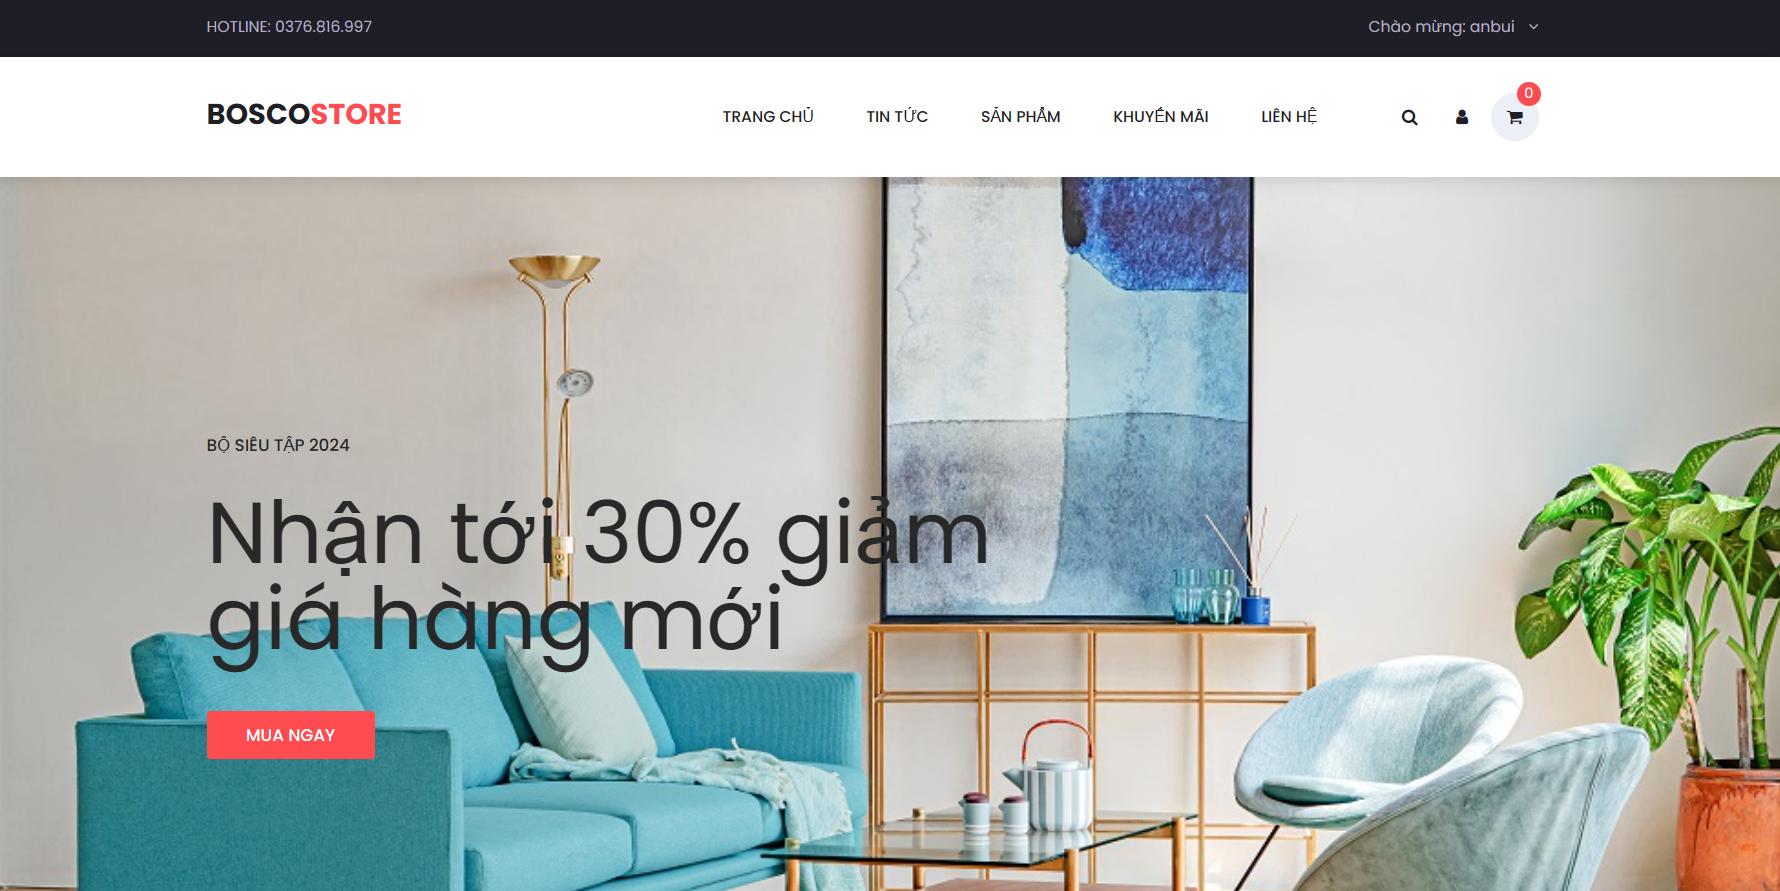 HOTLINE: 0376.816.997
Chào mừng: anbui
BOSCOSTORE
TRANG CHỦ
TIN TỨC
SẢN PHẨM
KHUYẾN MÃI
LIÊN HỆ
0
BỘ SIÊU TẬP 2024
Nhận tới 30% giảm
giá hàng mới
MUA NGAY